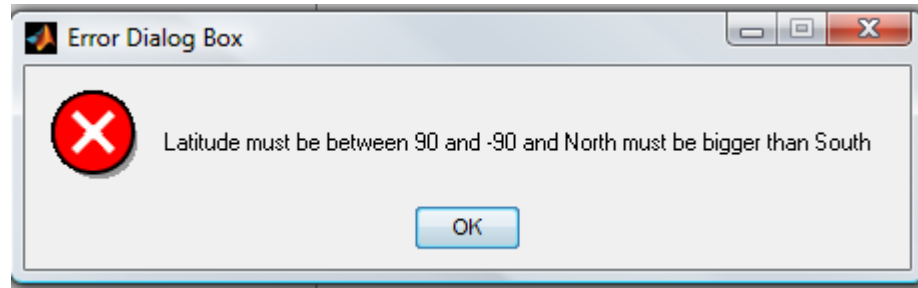 Error Dialog Box
Latitude must be between 90 and -90 and North must be bigger than South
OK